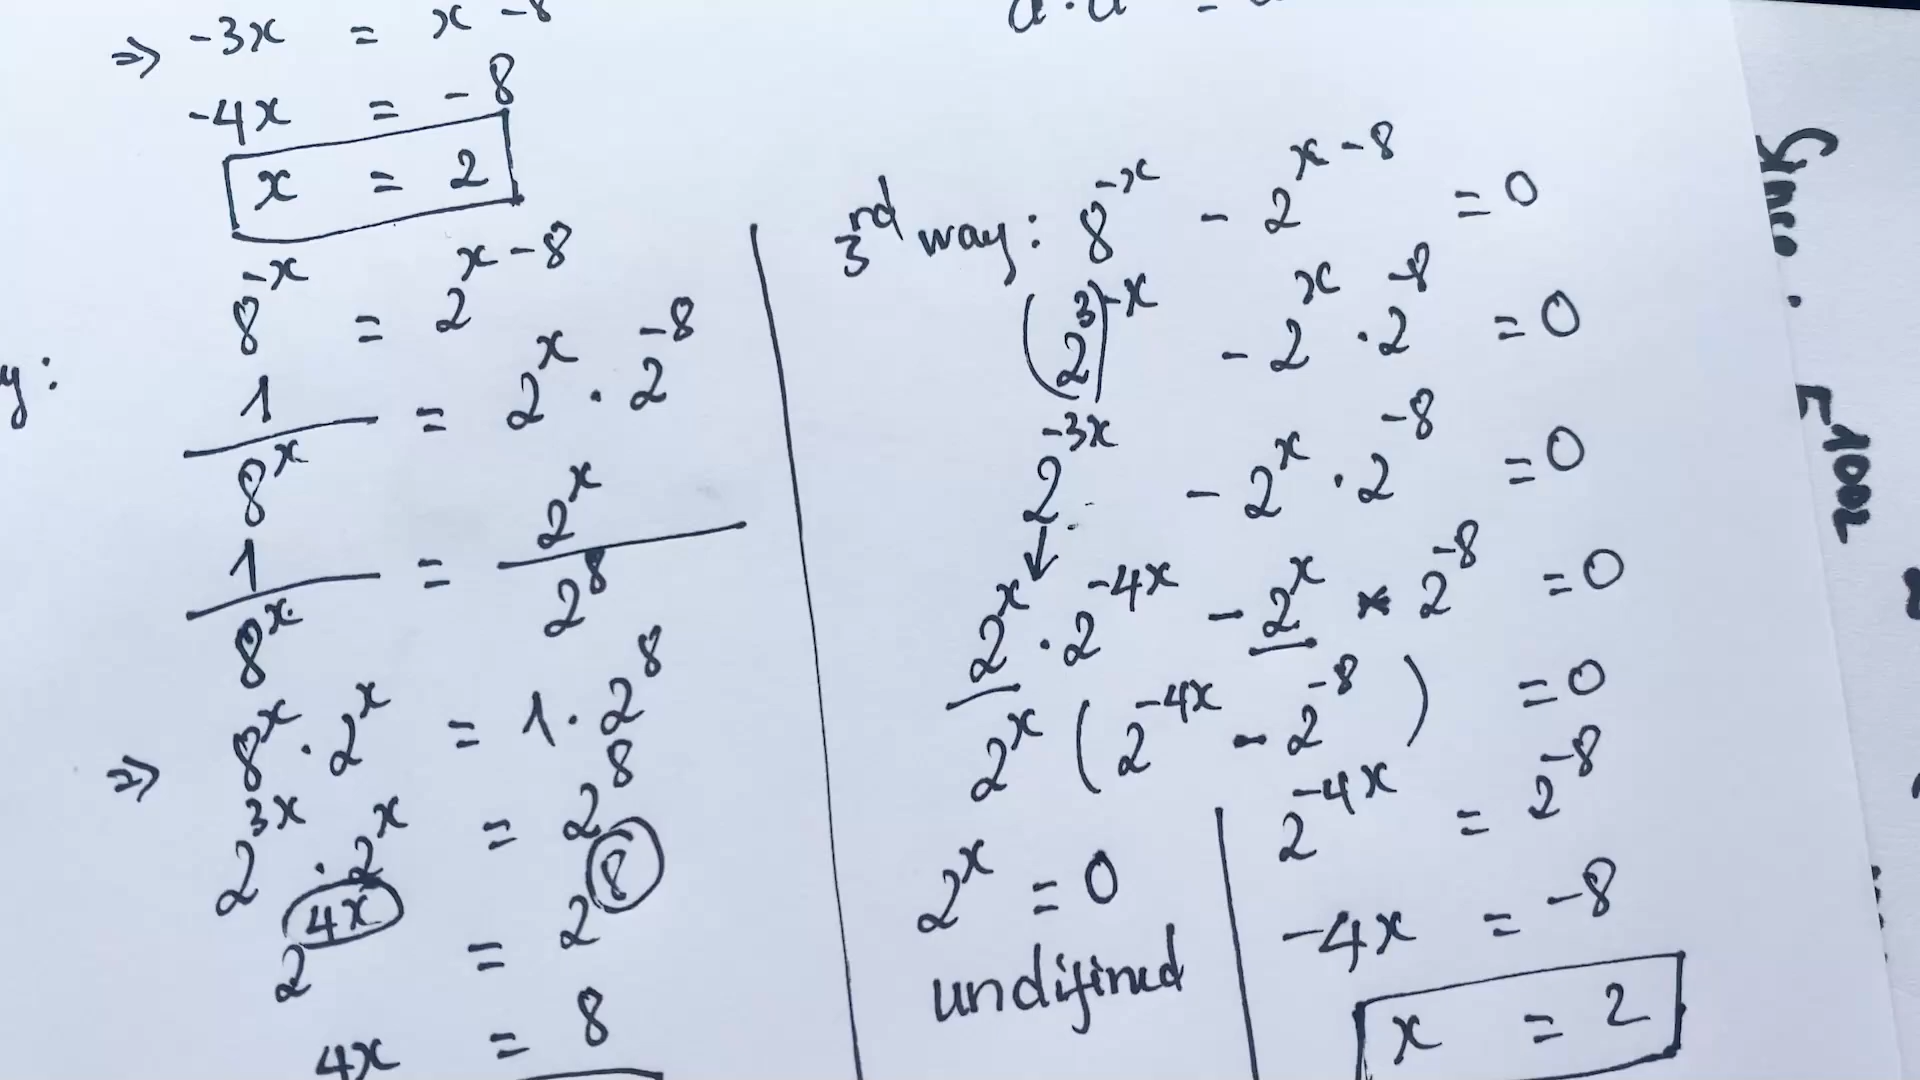 ⇒ -3x = x-8
-4x = -8
x = 2
y:
8^{-x} = 2^{x-8}
\frac{1}{8^x} = 2^x · 2^{-8}
\frac{1}{8^x} = \frac{2^x}{2^8}
⇒ 8^x · 2^x = 1 · 2^8
2^{3x} · 2^x = 2^8
2^{4x} = 2^8
4x = 8
3rd way: 8^{-x} - 2^{x-8} = 0
(2^3)^{-x} - 2^x · 2^{-8} = 0
2^{-3x} - 2^x · 2^{-8} = 0
2^x · 2^{-4x} - 2^x * 2^{-8} = 0
2^x (2^{-4x} - 2^{-8}) = 0
2^x = 0
undifined
2^{-4x} = 2^{-8}
-4x = -8
x = 2